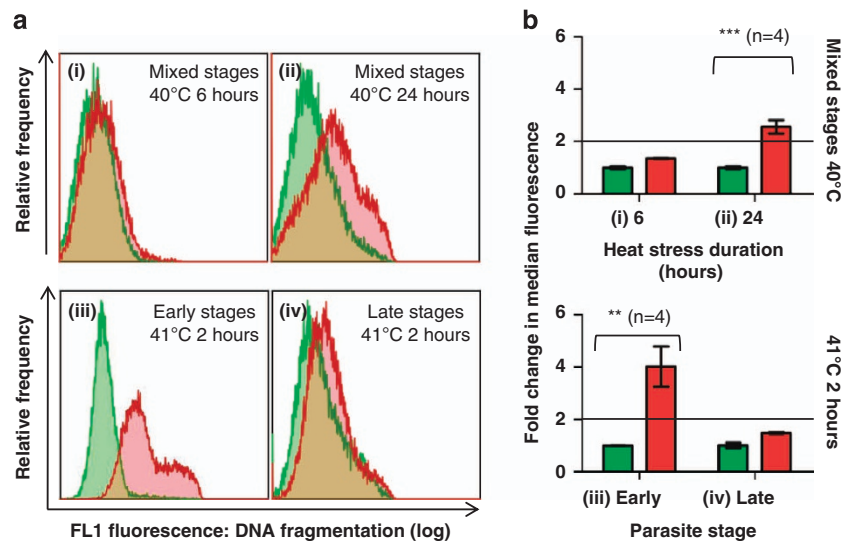 a
Relative frequency
(i)
Mixed stages
40°C 6 hours
(ii)
Mixed stages
40°C 24 hours
Relative frequency
(iii)
Early stages
41°C 2 hours
(iv)
Late stages
41°C 2 hours
FL1 fluorescence: DNA fragmentation (log)
b
Fold change in median fluorescence
6
4
2
0
*** (n=4)
(i) 6
(ii) 24
Heat stress duration
(hours)
Mixed stages 40°C
6
4
2
0
** (n=4)
(iii) Early
(iv) Late
Parasite stage
41°C 2 hours